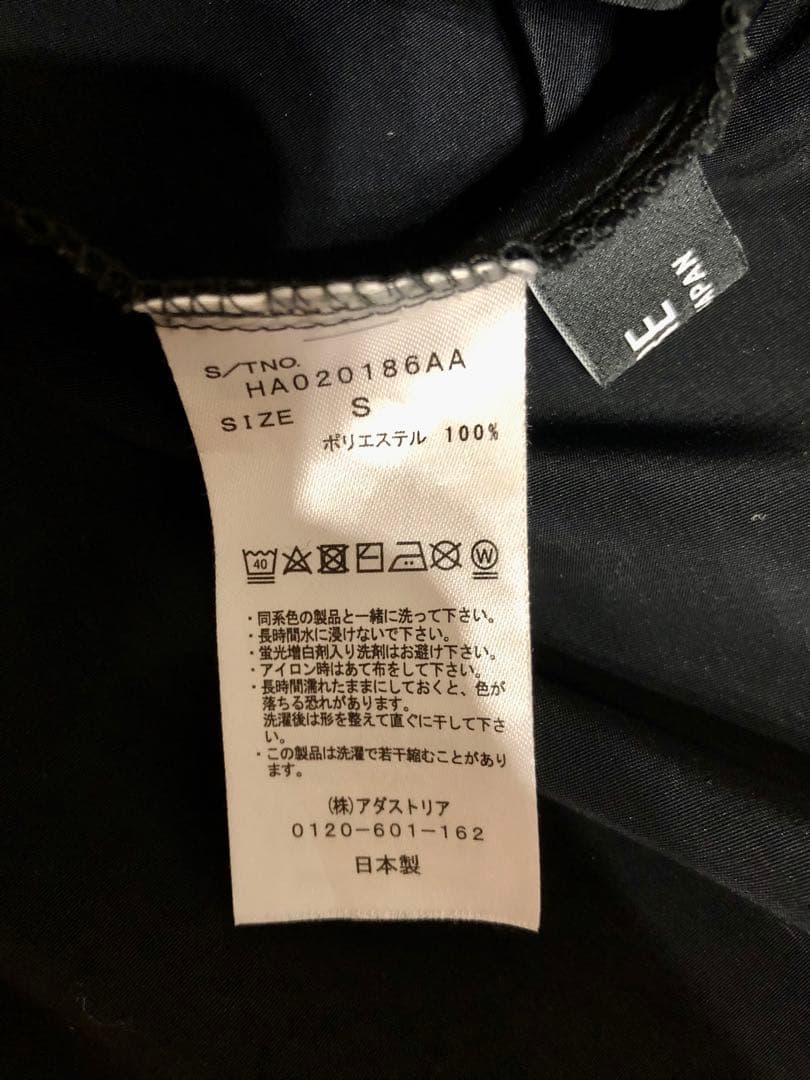 S/TNO.
HA020186AA
SIZE S
ポリエステル 100%
40 W
・同系色の製品と一緒に洗って下さい。
・長時間水に浸けないで下さい。
・蛍光増白剤入り洗剤はお避け下さい。
・アイロン時はあて布をして下さい。
・長時間濡れたままにしておくと、色が
落ちる恐れがあります。
洗濯後は形を整えて直ぐに干して下さ
い。
・この製品は洗濯で若干縮むことがあり
ます。
(株)アダストリア
0120-601-162
日本製